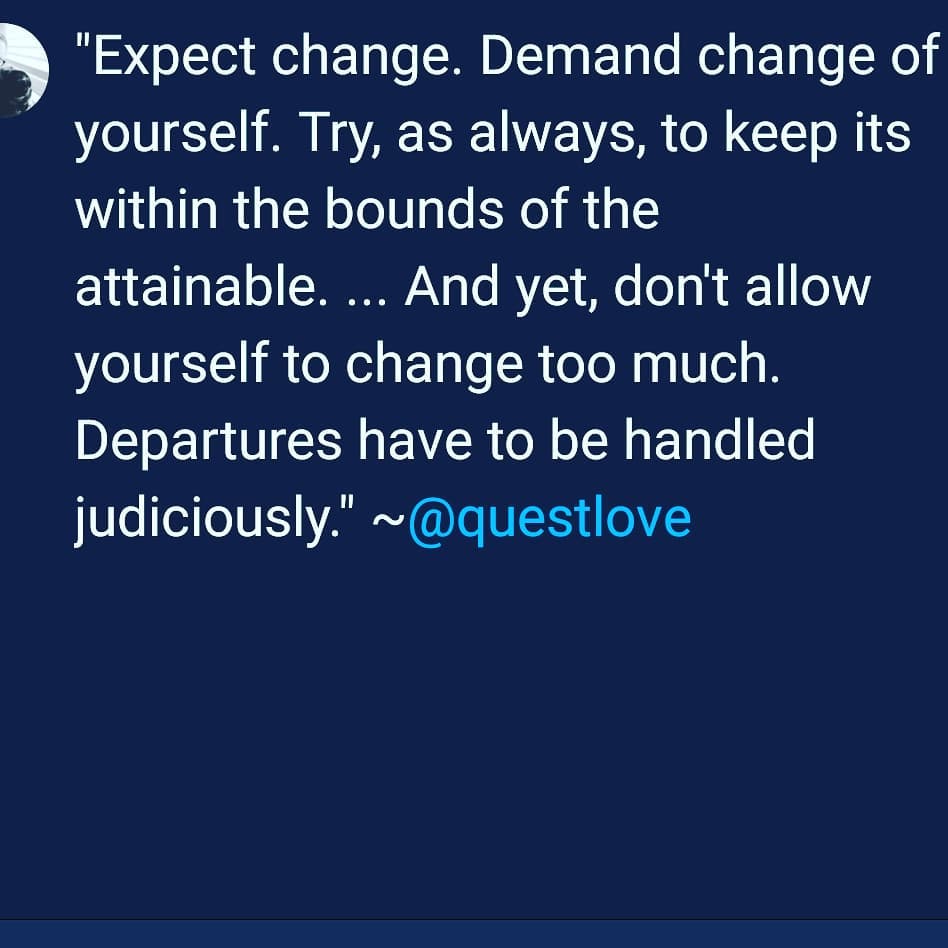 "Expect change. Demand change of
yourself. Try, as always, to keep its
within the bounds of the
attainable. ... And yet, don't allow
yourself to change too much.
Departures have to be handled
judiciously." ~@questlove